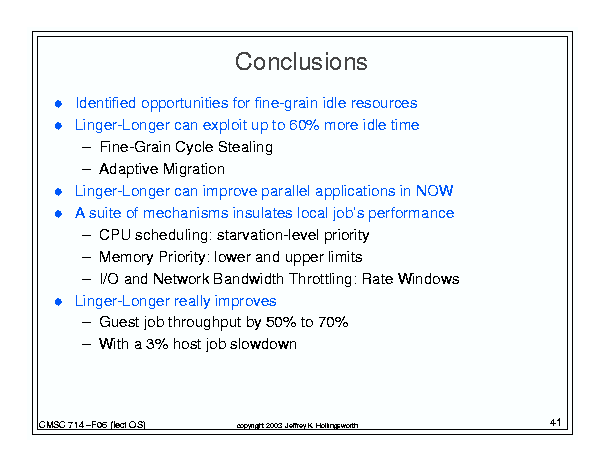 Conclusions
● Identified opportunities for fine-grain idle resources
● Linger-Longer can exploit up to 60% more idle time
– Fine-Grain Cycle Stealing
– Adaptive Migration
● Linger-Longer can improve parallel applications in NOW
● A suite of mechanisms insulates local job's performance
– CPU scheduling: starvation-level priority
– Memory Priority: lower and upper limits
– I/O and Network Bandwidth Throttling: Rate Windows
● Linger-Longer really improves
– Guest job throughput by 50% to 70%
– With a 3% host job slowdown
CMSC 714 –F06 (lect OS) copyright 2003 Jeffrey K. Hollingsworth 41